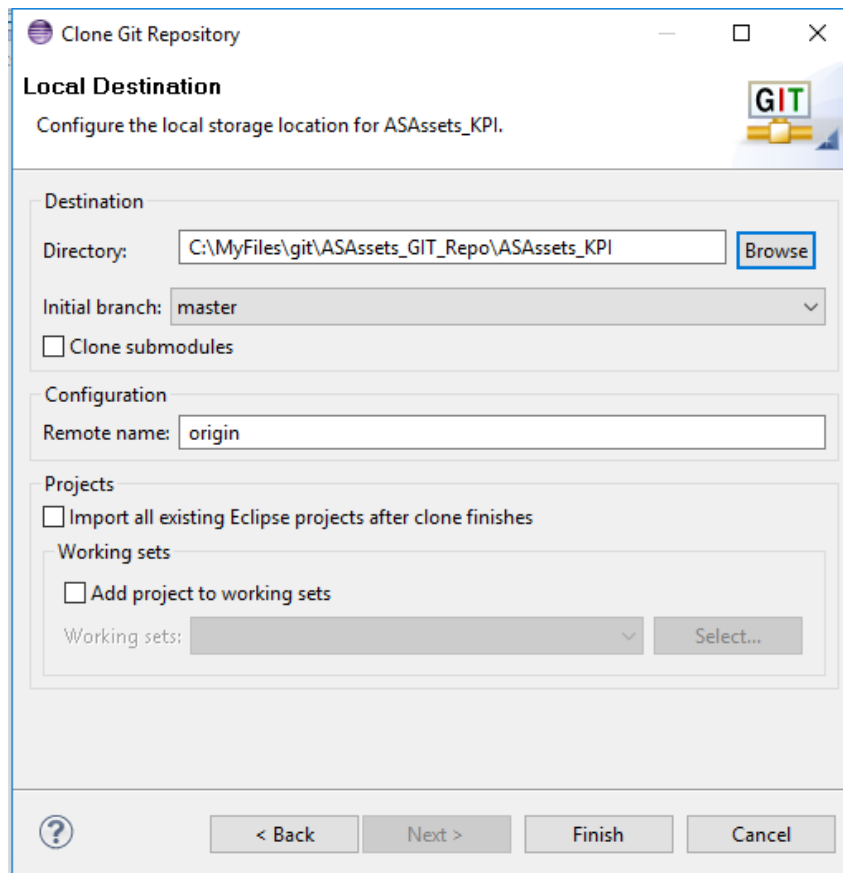 Clone Git Repository
Local Destination
Configure the local storage location for ASAssets_KPI.
GIT
Destination
Directory: C:\MyFiles\git\ASAssets_GIT_Repo\ASAssets_KPI Browse
Initial branch: master
Clone submodules
Configuration
Remote name: origin
Projects
Import all existing Eclipse projects after clone finishes
Working sets
Add project to working sets
Working sets: Select...
? < Back Next > Finish Cancel